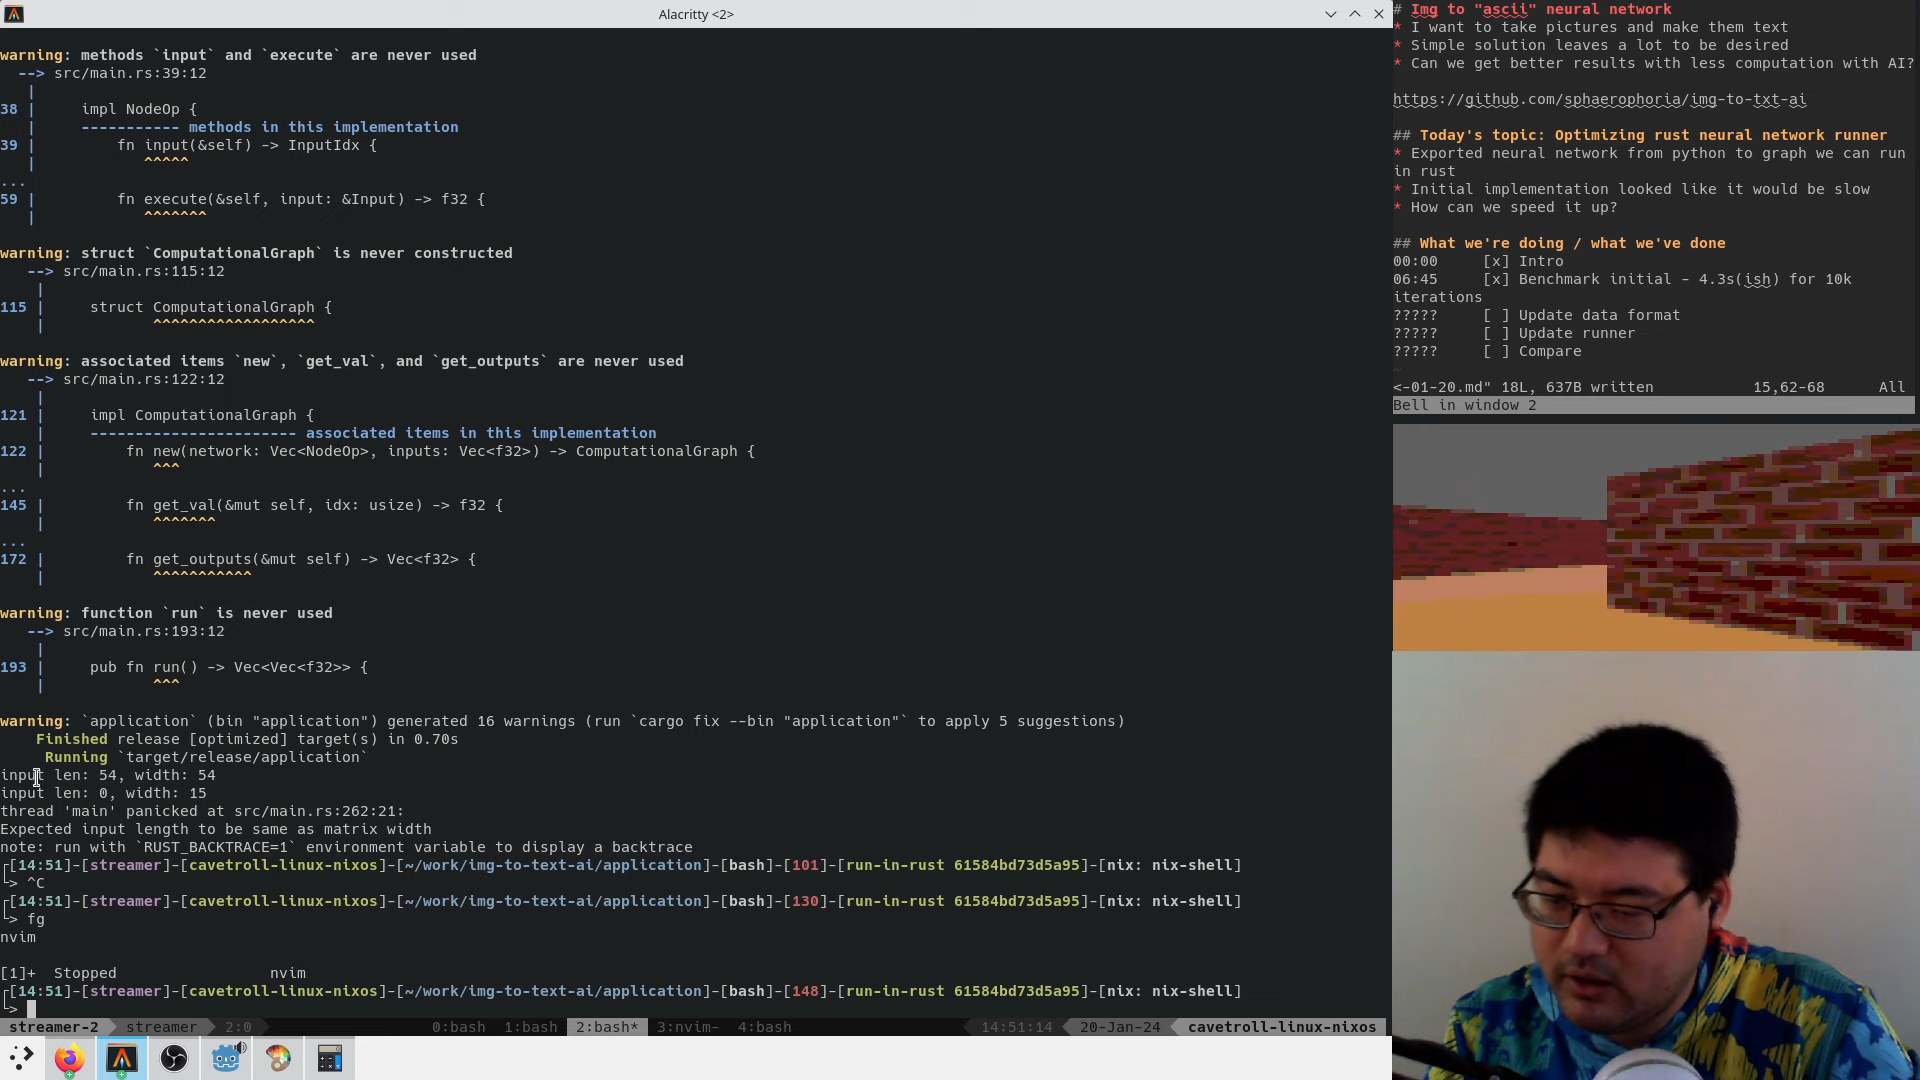 Alacritty <2>
warning: methods `input` and `execute` are never used
--> src/main.rs:39:12
|
38 |     impl NodeOp {
|     ----------- methods in this implementation
39 |         fn input(&self) -> InputIdx {
|            ^^^^^
...
59 |         fn execute(&self, input: &Input) -> f32 {
|            ^^^^^^^
warning: struct `ComputationalGraph` is never constructed
--> src/main.rs:115:12
|
115 |     struct ComputationalGraph {
|            ^^^^^^^^^^^^^^^^^^
warning: associated items `new`, `get_val`, and `get_outputs` are never used
--> src/main.rs:122:12
|
121 |     impl ComputationalGraph {
|     ----------------------- associated items in this implementation
122 |         fn new(network: Vec<NodeOp>, inputs: Vec<f32>) -> ComputationalGraph {
|            ^^^
...
145 |         fn get_val(&mut self, idx: usize) -> f32 {
|            ^^^^^^^
...
172 |         fn get_outputs(&mut self) -> Vec<f32> {
|            ^^^^^^^^^^^
warning: function `run` is never used
--> src/main.rs:193:12
|
193 |     pub fn run() -> Vec<Vec<f32>> {
|            ^^^
warning: `application` (bin "application") generated 16 warnings (run `cargo fix --bin "application"` to apply 5 suggestions)
Finished release [optimized] target(s) in 0.70s
Running `target/release/application`
input len: 54, width: 54
input len: 0, width: 15
thread 'main' panicked at src/main.rs:262:21:
Expected input length to be same as matrix width
note: run with `RUST_BACKTRACE=1` environment variable to display a backtrace
┌[14:51]-[streamer]-[cavetroll-linux-nixos]-[~/work/img-to-text-ai/application]-[bash]-[101]-[run-in-rust 61584bd73d5a95]-[nix: nix-shell]
└> ^C
┌[14:51]-[streamer]-[cavetroll-linux-nixos]-[~/work/img-to-text-ai/application]-[bash]-[130]-[run-in-rust 61584bd73d5a95]-[nix: nix-shell]
└> fg
nvim
[1]+  Stopped                 nvim
┌[14:51]-[streamer]-[cavetroll-linux-nixos]-[~/work/img-to-text-ai/application]-[bash]-[148]-[run-in-rust 61584bd73d5a95]-[nix: nix-shell]
└>
streamer-2 streamer 2:0 0:bash 1:bash 2:bash* 3:nvim- 4:bash 14:51:14 20-Jan-24 cavetroll-linux-nixos
# Img to "ascii" neural network
* I want to take pictures and make them text
* Simple solution leaves a lot to be desired
* Can we get better results with less computation with AI?
https://github.com/sphaerophoria/img-to-txt-ai
## Today's topic: Optimizing rust neural network runner
* Exported neural network from python to graph we can run
in rust
* Initial implementation looked like it would be slow
* How can we speed it up?
## What we're doing / what we've done
00:00     [x] Intro
06:45     [x] Benchmark initial - 4.3s(ish) for 10k
iterations
?????     [ ] Update data format
?????     [ ] Update runner
?????     [ ] Compare
~
<-01-20.md" 18L, 637B written           15,62-68      All
Bell in window 2